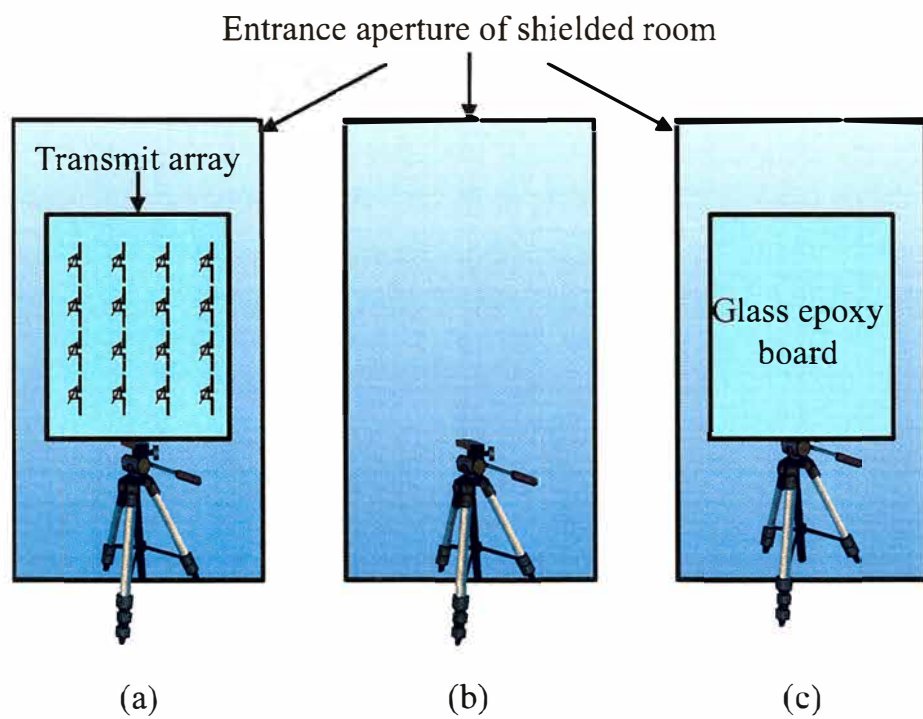 Entrance aperture of shielded room
Transmit array
Glass epoxy
board
(a)
(b)
(c)